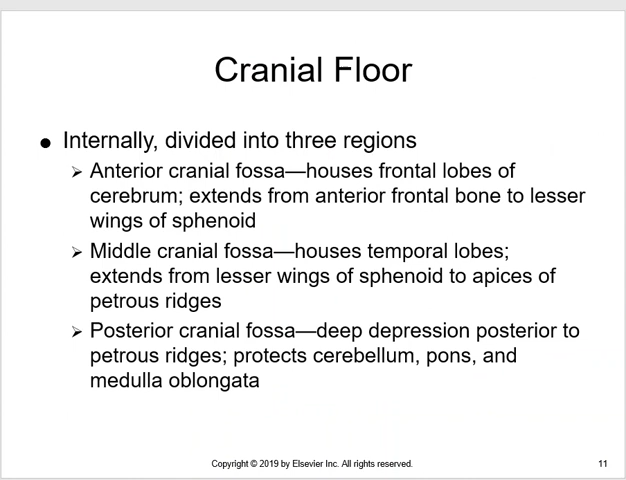 Cranial Floor
● Internally, divided into three regions
➢ Anterior cranial fossa—houses frontal lobes of
cerebrum; extends from anterior frontal bone to lesser
wings of sphenoid
➢ Middle cranial fossa—houses temporal lobes;
extends from lesser wings of sphenoid to apices of
petrous ridges
➢ Posterior cranial fossa—deep depression posterior to
petrous ridges; protects cerebellum, pons, and
medulla oblongata
Copyright © 2019 by Elsevier Inc. All rights reserved.
11